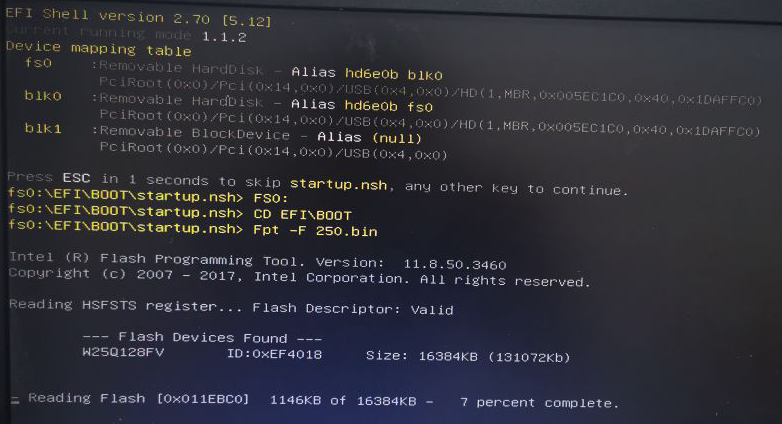 EFI Shell version 2.70 [5.12]
Current running mode 1.1.2
Device mapping table
fs0 :Removable HardDisk - Alias hd6e0b blk0
PciRoot(0x0)/Pci(0x14,0x0)/USB(0x4,0x0)/HD(1,MBR,0x005EC1C0,0x40,0x1DAFFC0)
blk0 :Removable HardDisk - Alias hd6e0b fs0
PciRoot(0x0)/Pci(0x14,0x0)/USB(0x4,0x0)/HD(1,MBR,0x005EC1C0,0x40,0x1DAFFC0)
blk1 :Removable BlockDevice - Alias (null)
PciRoot(0x0)/Pci(0x14,0x0)/USB(0x4,0x0)
Press ESC in 1 seconds to skip startup.nsh, any other key to continue.
fs0:\EFI\BOOT\startup.nsh> FS0:
fs0:\EFI\BOOT\startup.nsh> CD EFI\BOOT
fs0:\EFI\BOOT\startup.nsh> Fpt -F 250.bin
Intel (R) Flash Programming Tool. Version: 11.8.50.3460
Copyright (c) 2007 - 2017, Intel Corporation. All rights reserved.
Reading HSFSTS register... Flash Descriptor: Valid
--- Flash Devices Found ---
W25Q128FV ID:0xEF4018 Size: 16384KB (131072Kb)
- Reading Flash [0x011EBC0] 1146KB of 16384KB - 7 percent complete.